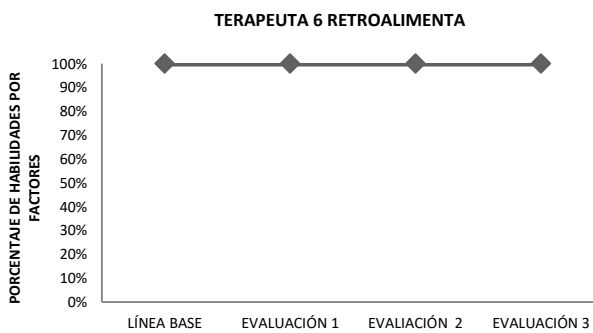 TERAPEUTA 6 RETROALIMENTA
PORCENTAJE DE HABILIDADES POR
FACTORES
100%
90%
80%
70%
60%
50%
40%
30%
20%
10%
0%
LÍNEA BASE
EVALUACIÓN 1
EVALIACIÓN 2
EVALUACIÓN 3